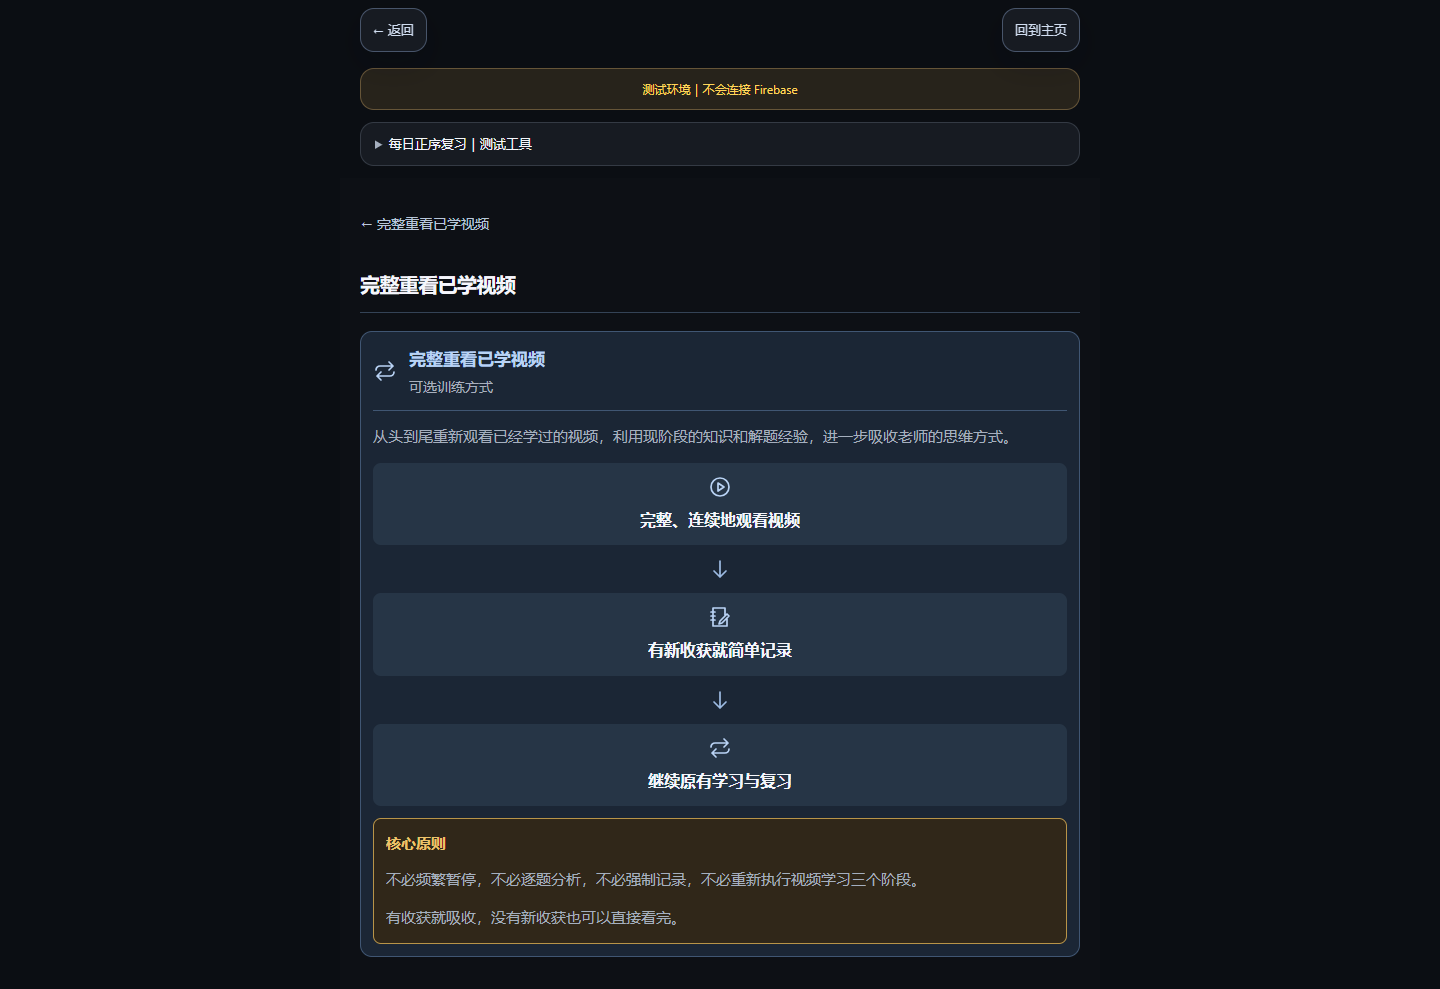 ← 返回
回到主页
测试环境 | 不会连接 Firebase
▶ 每日正序复习 | 测试工具
← 完整重看已学视频
完整重看已学视频
完整重看已学视频
可选训练方式
从头到尾重新观看已经学过的视频，利用现阶段的知识和解题经验，进一步吸收老师的思维方式。
完整、连续地观看视频
↓
有新收获就简单记录
↓
继续原有学习与复习
核心原则
不必频繁暂停，不必逐题分析，不必强制记录，不必重新执行视频学习三个阶段。
有收获就吸收，没有新收获也可以直接看完。